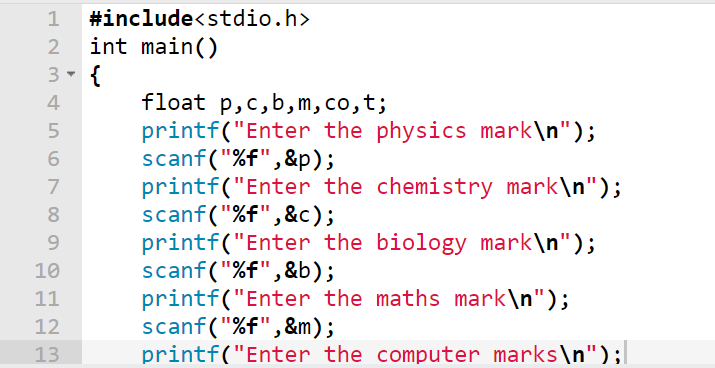 1 #include<stdio.h>
2 int main()
3 {
4 float p,c,b,m,co,t;
5 printf("Enter the physics mark\n");
6 scanf("%f",&p);
7 printf("Enter the chemistry mark\n");
8 scanf("%f",&c);
9 printf("Enter the biology mark\n");
10 scanf("%f",&b);
11 printf("Enter the maths mark\n");
12 scanf("%f",&m);
13 printf("Enter the computer marks\n");